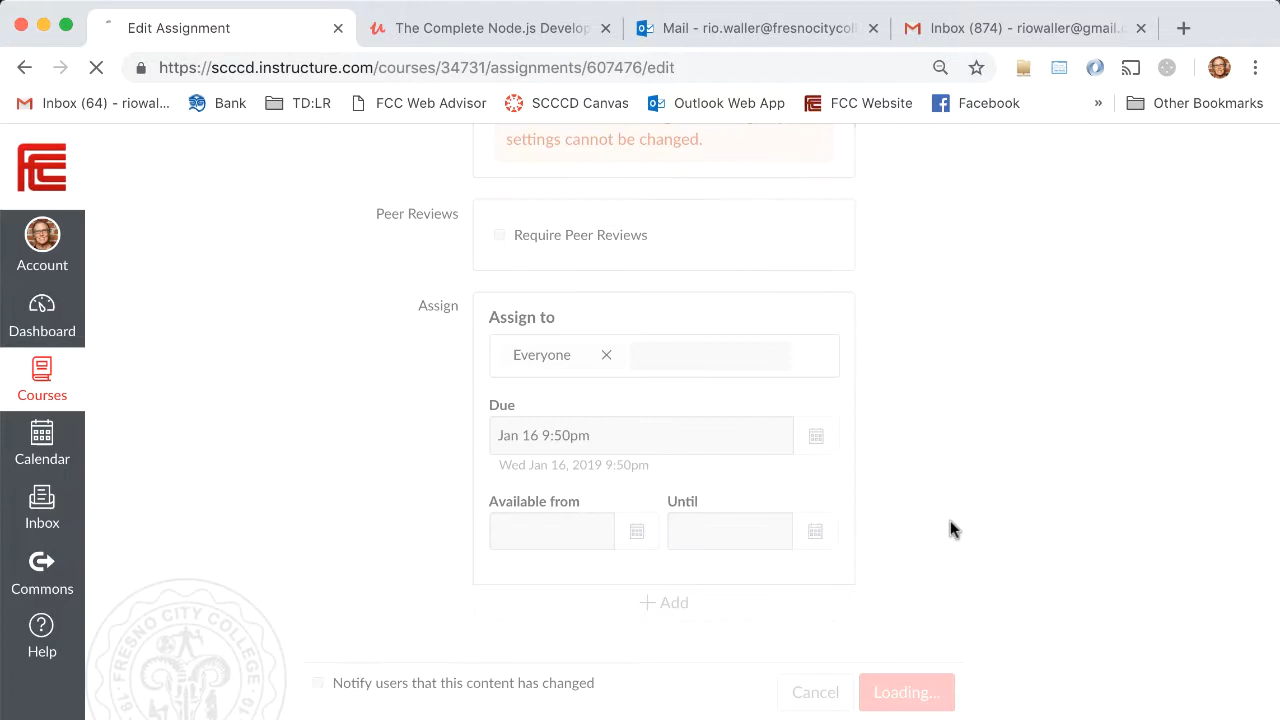 Edit Assignment
The Complete Node.js Develop
Mail - rio.waller@fresnocitycoll
Inbox (874) - riowaller@gmail.c
https://scccd.instructure.com/courses/34731/assignments/607476/edit
Inbox (64) - riowal...
Bank
TD:LR
FCC Web Advisor
SCCCD Canvas
Outlook Web App
FCC Website
Facebook
»
Other Bookmarks
settings cannot be changed.
Peer Reviews
Require Peer Reviews
Account
Assign
Assign to
Dashboard
Everyone
Courses
Due
Jan 16 9:50pm
Calendar
Wed Jan 16, 2019 9:50pm
Available from
Until
Inbox
Commons
+ Add
Help
FRESNO CITY COLLEGE
Notify users that this content has changed
Cancel
Loading...